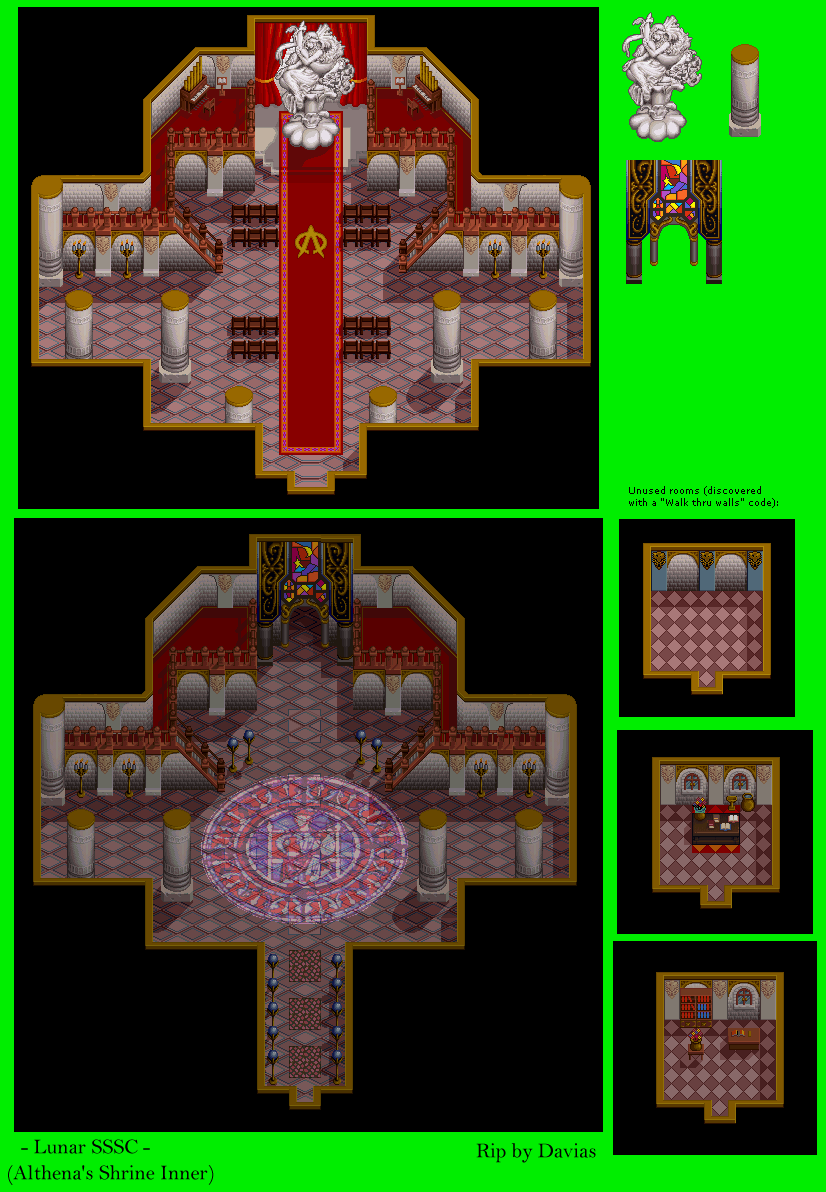 Unused rooms (discovered
with a "Walk thru walls" code):
- Lunar SSSC -
(Althena's Shrine Inner)
Rip by Davias